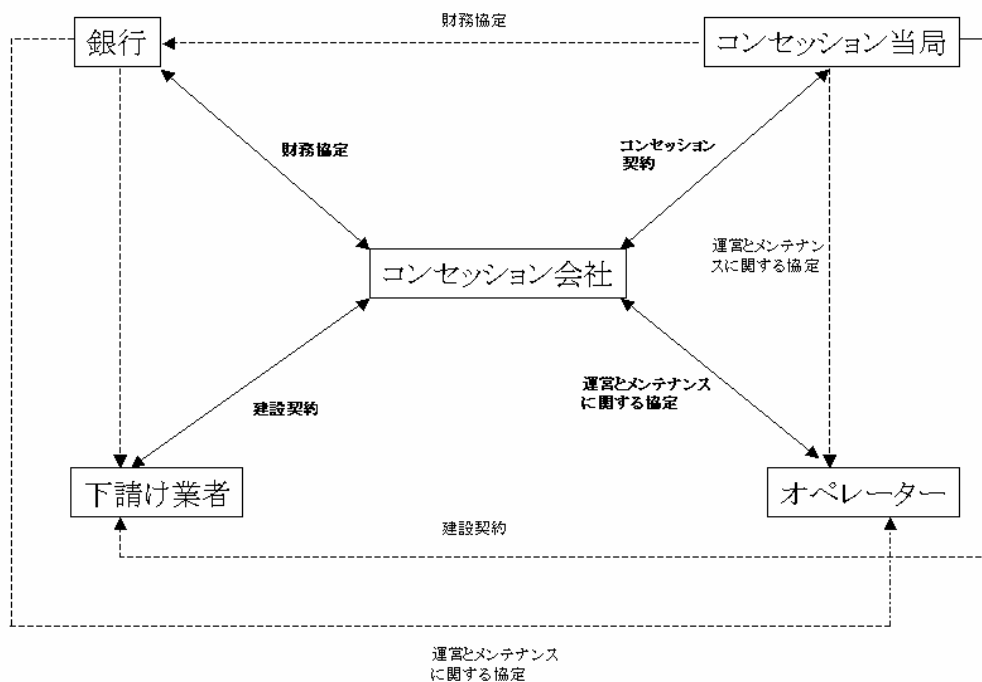 財務協定
銀行
コンセッション当局
財務協定
コンセッション
契約
運営とメンテナン
スに関する協定
コンセッション会社
運営とメンテナンス
に関する協定
建設契約
下請け業者
オペレーター
建設契約
運営とメンテナンス
に関する協定